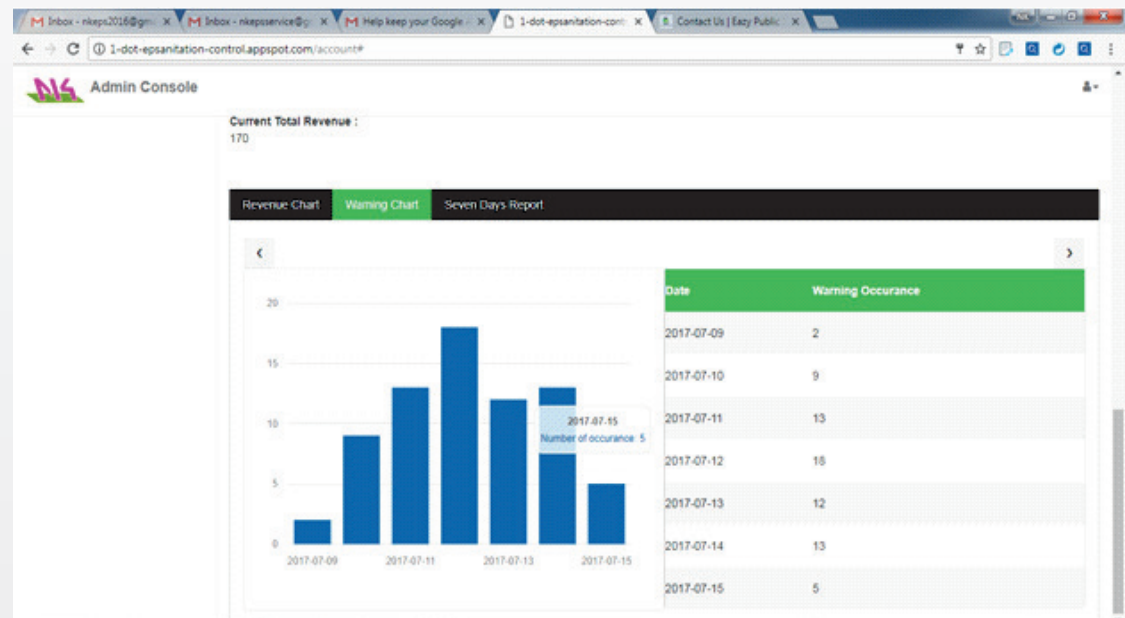 Inbox - nkeps2016@gm
Inbox - nkepsservice@g
Help keep your Google
1-dot-epsanitation-cont
Contact Us | Eazy Public
1-dot-epsanitation-control.appspot.com/account#
NS Admin Console
Current Total Revenue :
170
Revenue Chart Warning Chart Seven Days Report
20
15
10
5
0
2017-07-09 2017-07-11 2017-07-13 2017-07-15
2017-07-15
Number of occurance 5
Date Warning Occurance
2017-07-09 2
2017-07-10 9
2017-07-11 13
2017-07-12 18
2017-07-13 12
2017-07-14 13
2017-07-15 5